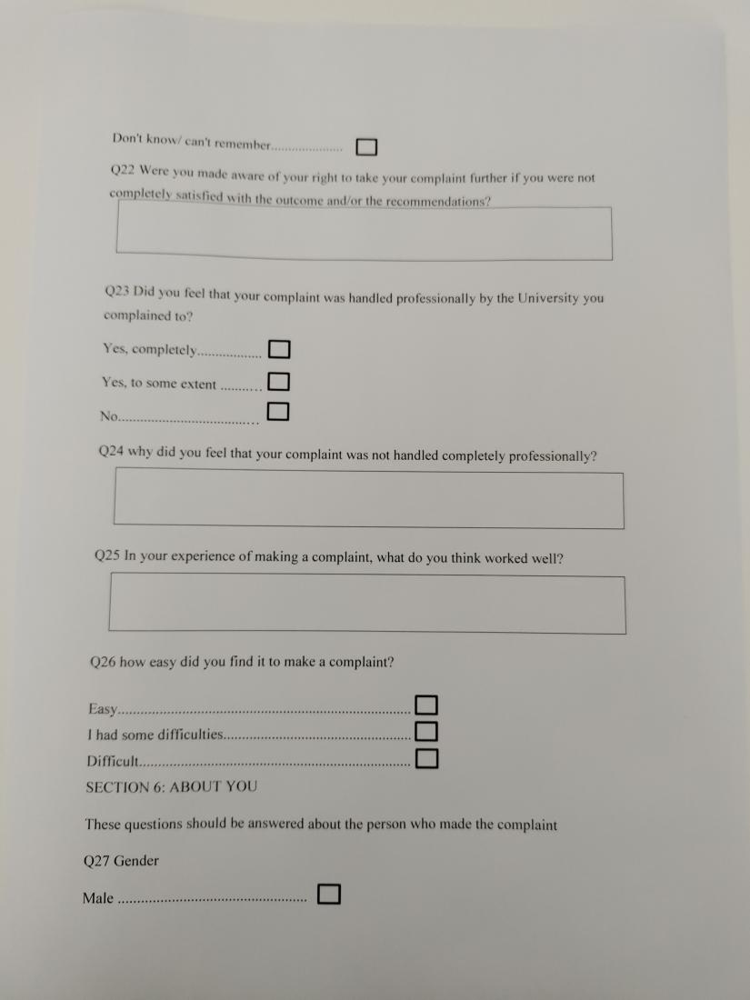 Don't know/ can't remember....................
Q22 Were you made aware of your right to take your complaint further if you were not
completely satisfied with the outcome and/or the recommendations?
Q23 Did you feel that your complaint was handled professionally by the University you
complained to?
Yes, completely.................
Yes, to some extent ..........
No.....................................
Q24 why did you feel that your complaint was not handled completely professionally?
Q25 In your experience of making a complaint, what do you think worked well?
Q26 how easy did you find it to make a complaint?
Easy...............................................................................
I had some difficulties....................................................
Difficult..........................................................................
SECTION 6: ABOUT YOU
These questions should be answered about the person who made the complaint
Q27 Gender
Male ..................................................